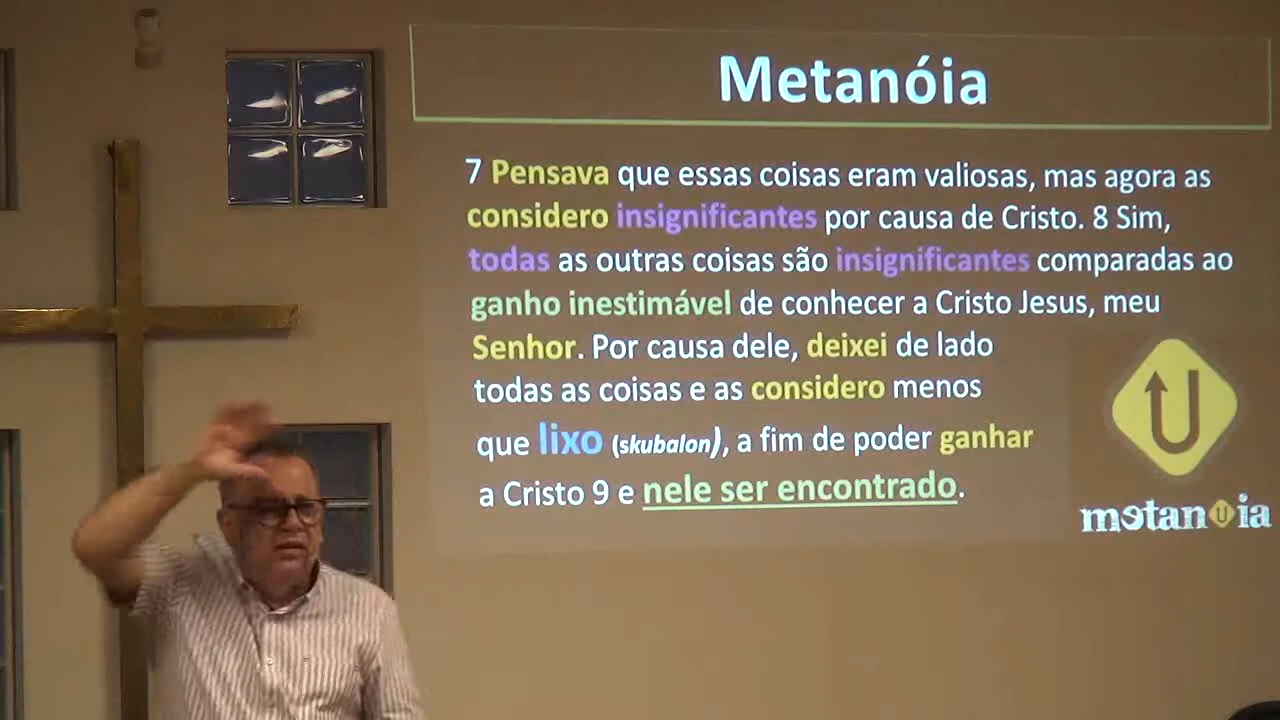 Metanóia
7 Pensava que essas coisas eram valiosas, mas agora as
considero insignificantes por causa de Cristo. 8 Sim,
todas as outras coisas são insignificantes comparadas ao
ganho inestimável de conhecer a Cristo Jesus, meu
Senhor. Por causa dele, deixei de lado
todas as coisas e as considero menos
que lixo (skubalon), a fim de poder ganhar
a Cristo 9 e nele ser encontrado.
metanoia